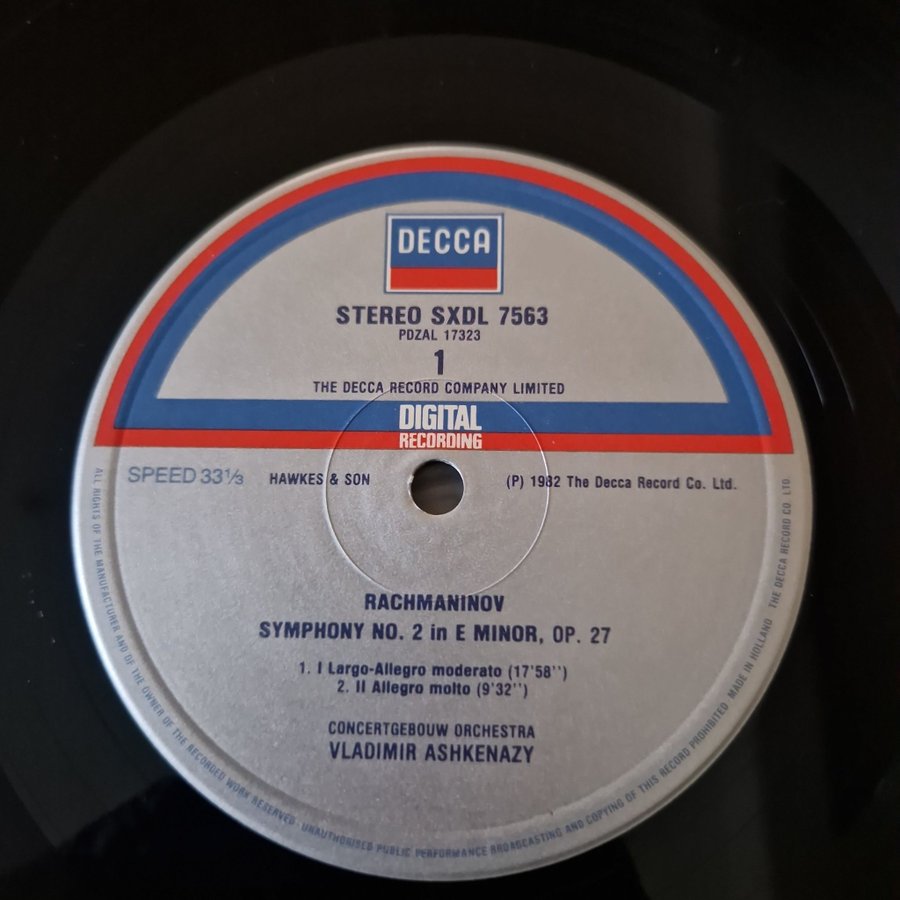 DECCA
STEREO SXDL 7563
PDZAL 17323
1
THE DECCA RECORD COMPANY LIMITED
DIGITAL
RECORDING
SPEED 33⅓ HAWKES & SON (P) 1982 The Decca Record Co. Ltd.
RACHMANINOV
SYMPHONY NO. 2 in E MINOR, OP. 27
1. I Largo-Allegro moderato (17'58")
2. II Allegro molto (9'32")
CONCERTGEBOUW ORCHESTRA
VLADIMIR ASHKENAZY
ALL RIGHTS OF THE MANUFACTURER AND OF THE OWNER OF THE RECORDED WORK RESERVED · UNAUTHORISED PUBLIC PERFORMANCE BROADCASTING AND COPYING OF THIS RECORD PROHIBITED MADE IN HOLLAND THE DECCA RECORD CO. LTD.